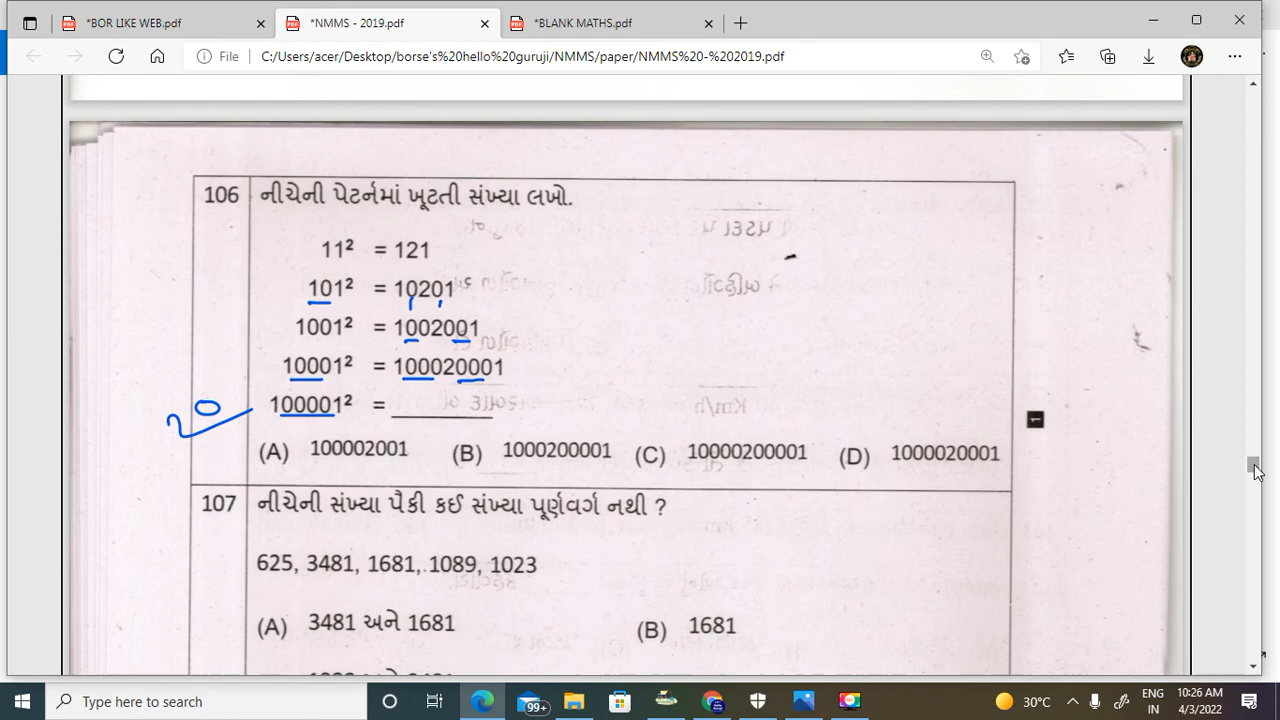 *BOR LIKE WEB.pdf
*NMMS - 2019.pdf
*BLANK MATHS.pdf
File C:/Users/acer/Desktop/borse's%20hello%20guruji/NMMS/paper/NMMS%20-%202019.pdf
106 નીચેની પેટર્નમાં ખૂટતી સંખ્યા લખો.
11² = 121
101² = 10201
1001² = 1002001
10001² = 100020001
100001² = __________
(A) 100002001 (B) 1000200001 (C) 10000200001 (D) 1000020001
107 નીચેની સંખ્યા પૈકી કઈ સંખ્યા પૂર્ણવર્ગ નથી ?
625, 3481, 1681, 1089, 1023
(A) 3481 અને 1681 (B) 1681
Type here to search
99+
30°C
ENG
IN
10:26 AM
4/3/2022